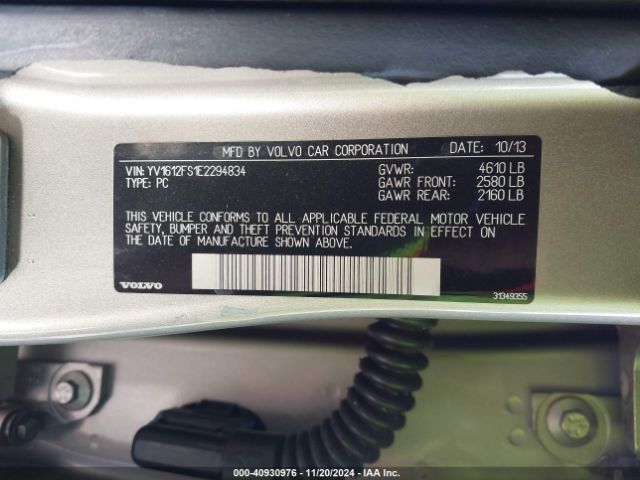 MFD BY VOLVO CAR CORPORATION DATE: 10/13
VIN: YV1612FS1E2294834 GVWR: 4610 LB
TYPE: PC GAWR FRONT: 2580 LB
GAWR REAR: 2160 LB
THIS VEHICLE CONFORMS TO ALL APPLICABLE FEDERAL MOTOR VEHICLE
SAFETY, BUMPER AND THEFT PREVENTION STANDARDS IN EFFECT ON
THE DATE OF MANUFACTURE SHOWN ABOVE.
VOLVO 31349355
000-40930976 - 11/20/2024 - IAA Inc.